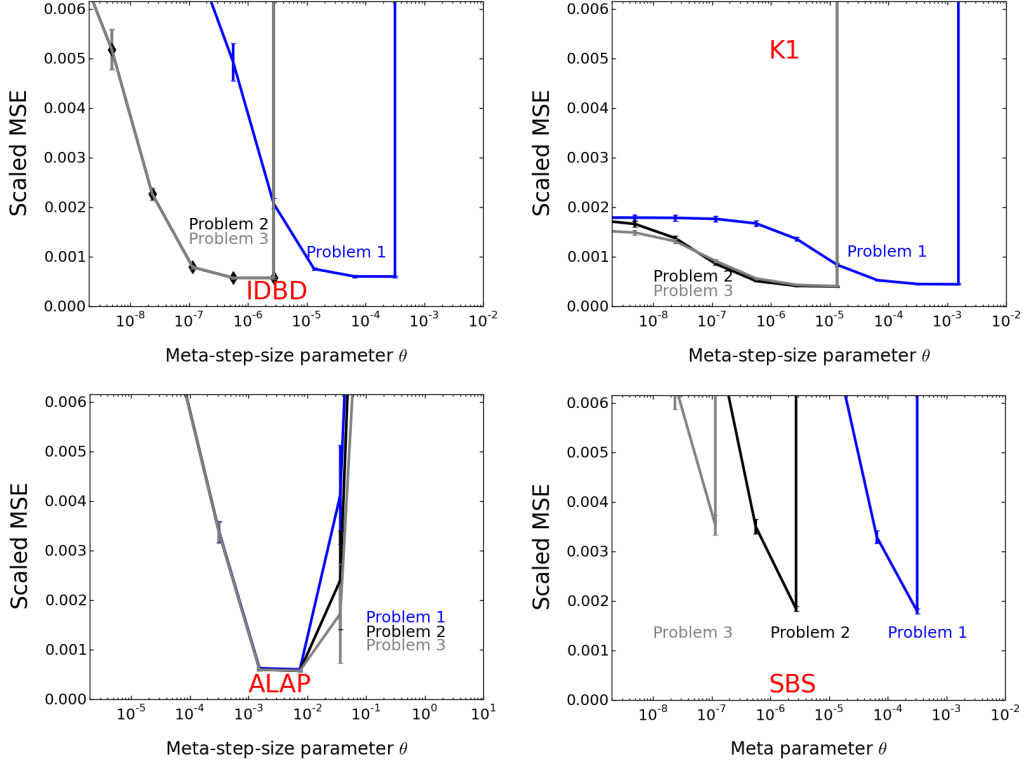 0.006
0.005
0.004
0.003
0.002
0.001
0.000
Scaled MSE
Problem 2
Problem 3
Problem 1
IDBD
10⁻⁸ 10⁻⁷ 10⁻⁶ 10⁻⁵ 10⁻⁴ 10⁻³ 10⁻²
Meta-step-size parameter θ
0.006
0.005
0.004
0.003
0.002
0.001
0.000
Scaled MSE
K1
Problem 1
Problem 2
Problem 3
10⁻⁸ 10⁻⁷ 10⁻⁶ 10⁻⁵ 10⁻⁴ 10⁻³ 10⁻²
Meta-step-size parameter θ
0.006
0.005
0.004
0.003
0.002
0.001
0.000
Scaled MSE
Problem 1
Problem 2
Problem 3
ALAP
10⁻⁵ 10⁻⁴ 10⁻³ 10⁻² 10⁻¹ 10⁰ 10¹
Meta-step-size parameter θ
0.006
0.005
0.004
0.003
0.002
0.001
0.000
Scaled MSE
Problem 3 Problem 2 Problem 1
SBS
10⁻⁸ 10⁻⁷ 10⁻⁶ 10⁻⁵ 10⁻⁴ 10⁻³ 10⁻²
Meta parameter θ